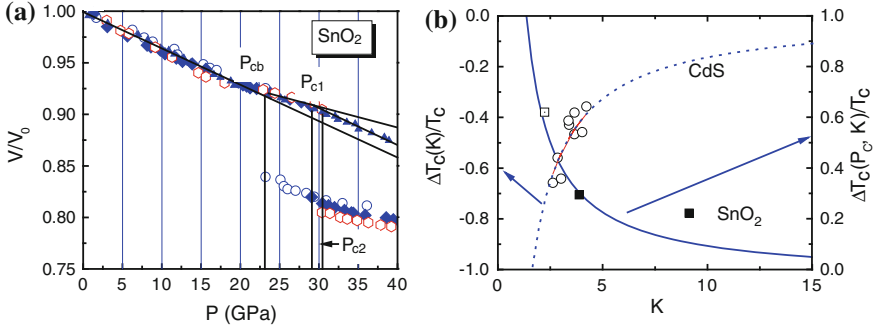 (a)
SnO2
Pcb
Pc1
Pc2
1.00
0.95
0.90
0.85
0.80
0.75
V/V0
0 5 10 15 20 25 30 35 40
P (GPa)
(b)
CdS
SnO2
0.0
-0.2
-0.4
-0.6
-0.8
-1.0
ΔTC(K)/TC
1.0
0.8
0.6
0.4
0.2
0.0
ΔTC(PC, K)/TC
0 5 10 15
K